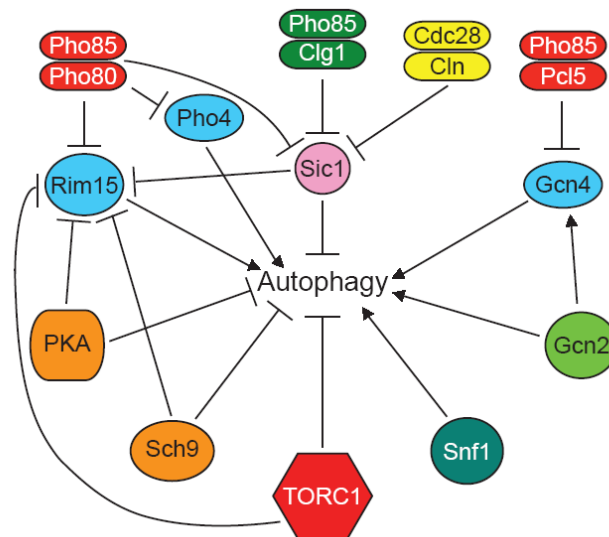 Pho85
Pho80
Pho85
Clg1
Cdc28
Cln
Pho85
Pcl5
Pho4
Rim15
Sic1
Gcn4
Autophagy
PKA
Gcn2
Sch9
Snf1
TORC1